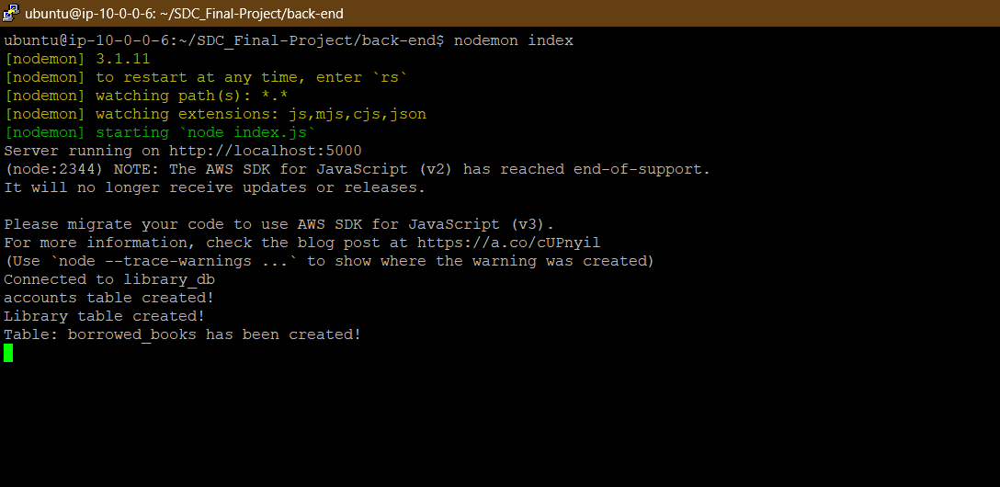 ubuntu@ip-10-0-0-6: ~/SDC_Final-Project/back-end
ubuntu@ip-10-0-0-6:~/SDC_Final-Project/back-end$ nodemon index
[nodemon] 3.1.11
[nodemon] to restart at any time, enter `rs`
[nodemon] watching path(s): *.*
[nodemon] watching extensions: js,mjs,cjs,json
[nodemon] starting `node index.js`
Server running on http://localhost:5000
(node:2344) NOTE: The AWS SDK for JavaScript (v2) has reached end-of-support.
It will no longer receive updates or releases.

Please migrate your code to use AWS SDK for JavaScript (v3).
For more information, check the blog post at https://a.co/cUPnyil
(Use `node --trace-warnings ...` to show where the warning was created)
Connected to library_db
accounts table created!
Library table created!
Table: borrowed_books has been created!